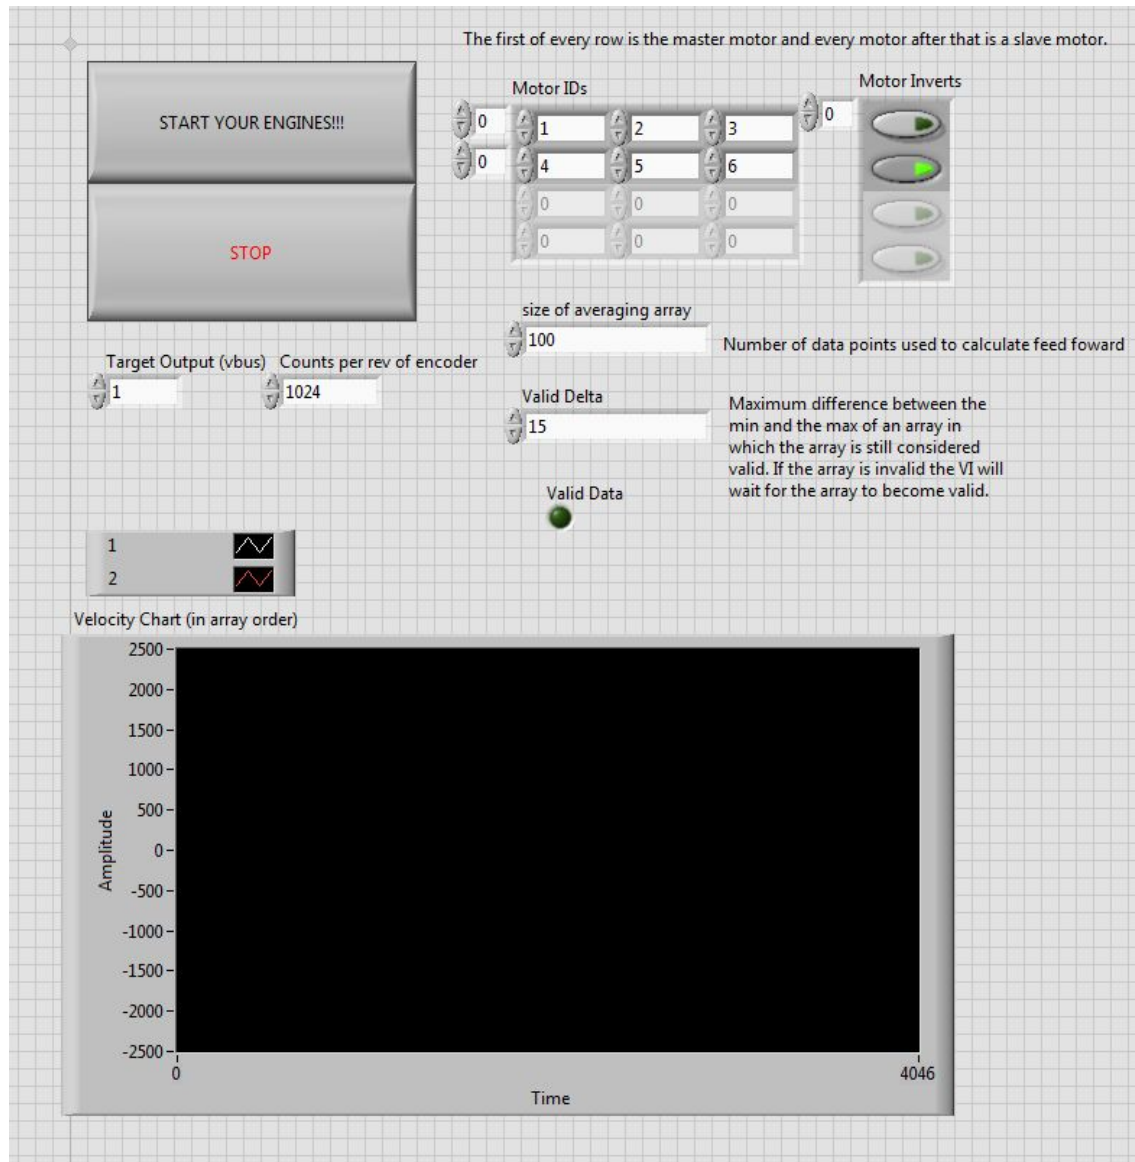 The first of every row is the master motor and every motor after that is a slave motor.
START YOUR ENGINES!!!
STOP
Motor IDs
0 1 2 3
0 4 5 6
0 0 0
0 0 0
Motor Inverts
0
size of averaging array
100
Number of data points used to calculate feed foward
Target Output (vbus) Counts per rev of encoder
1 1024
Valid Delta
15
Maximum difference between the
min and the max of an array in
which the array is still considered
valid. If the array is invalid the VI will
wait for the array to become valid.
Valid Data
1
2
Velocity Chart (in array order)
2500
2000
1500
1000
500
0
-500
-1000
-1500
-2000
-2500
Amplitude
0 4046
Time